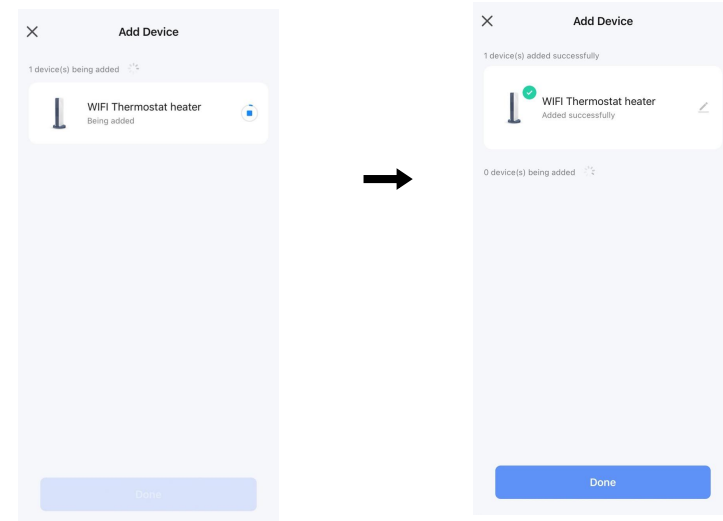 Add Device
1 device(s) being added
WIFI Thermostat heater
Being added
Done
Add Device
1 device(s) added successfully
WIFI Thermostat heater
Added successfully
0 device(s) being added
Done